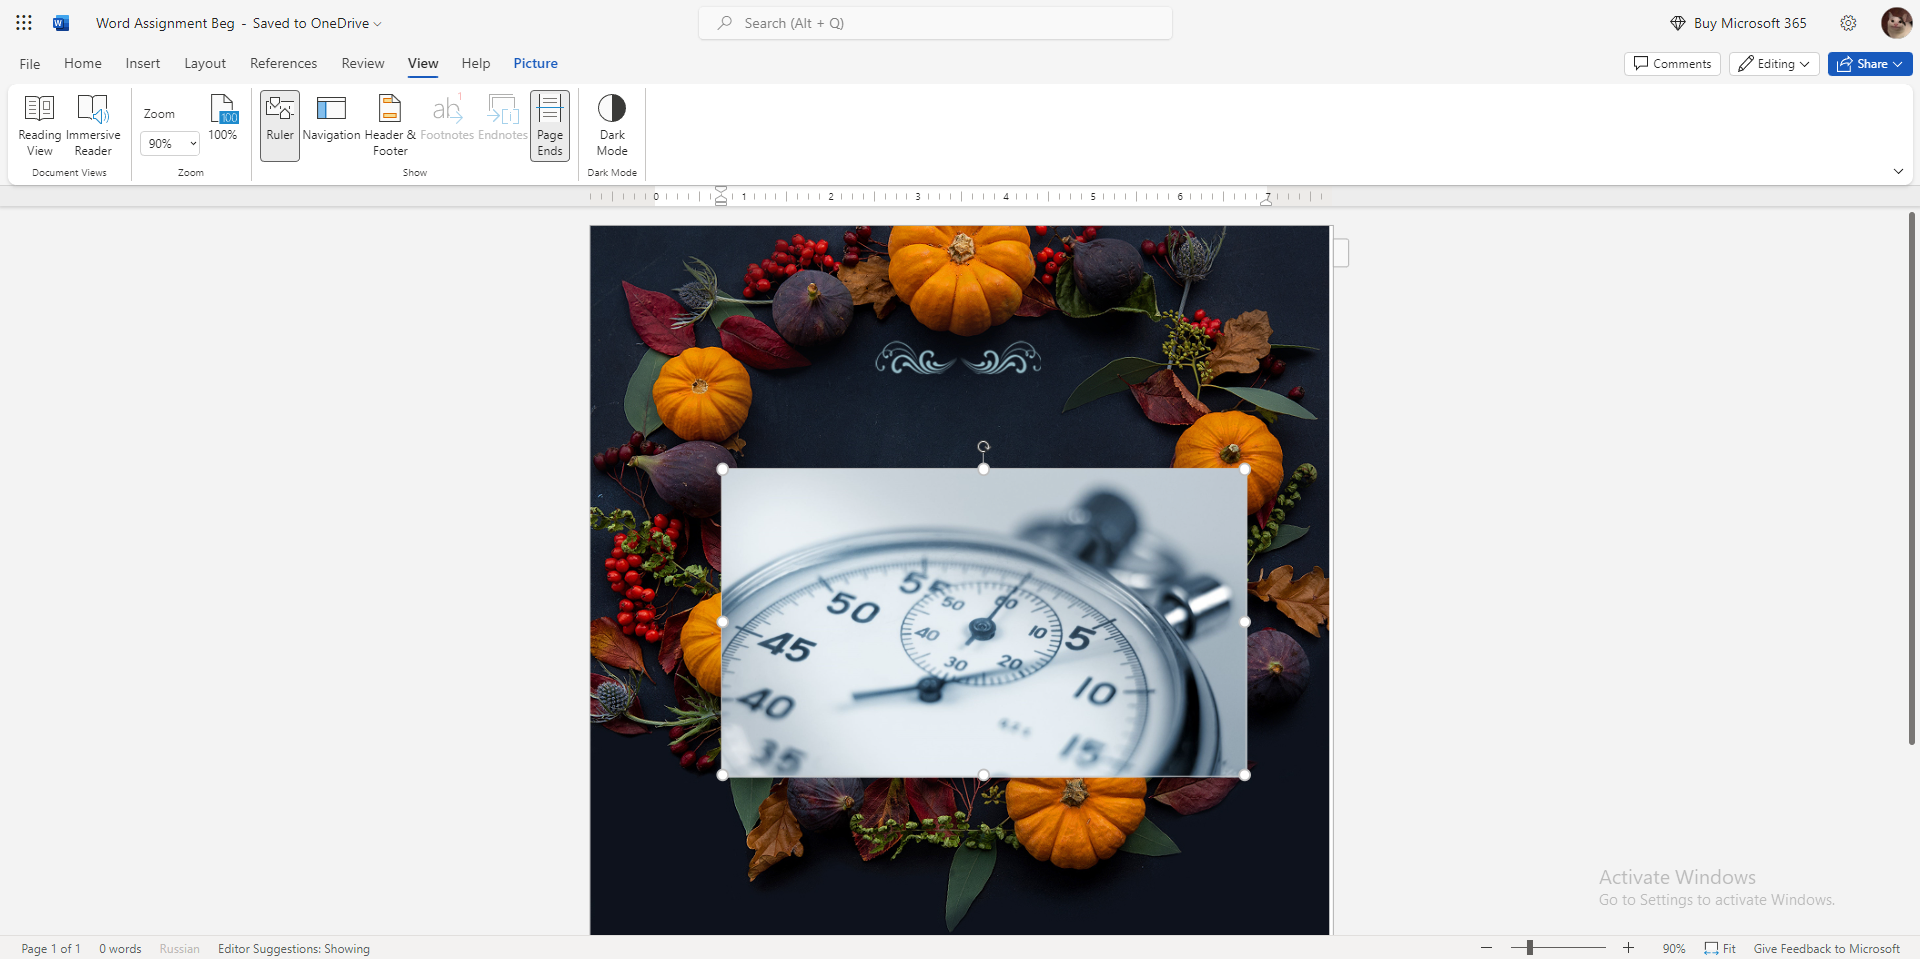 Word Assignment Beg - Saved to OneDrive
Search (Alt + Q)
Buy Microsoft 365
File Home Insert Layout References Review View Help Picture
Comments Editing Share
Reading View
Immersive Reader
Document Views
Zoom
90%
100%
Zoom
Ruler
Navigation
Header & Footer
Footnotes
Endnotes
Page Ends
Show
Dark Mode
Dark Mode
0 1 2 3 4 5 6 7
55
50 50 60
45 40 10 5
30 20
40 10
35 15
Activate Windows
Go to Settings to activate Windows.
Page 1 of 1 0 words Russian Editor Suggestions: Showing
90% Fit Give Feedback to Microsoft